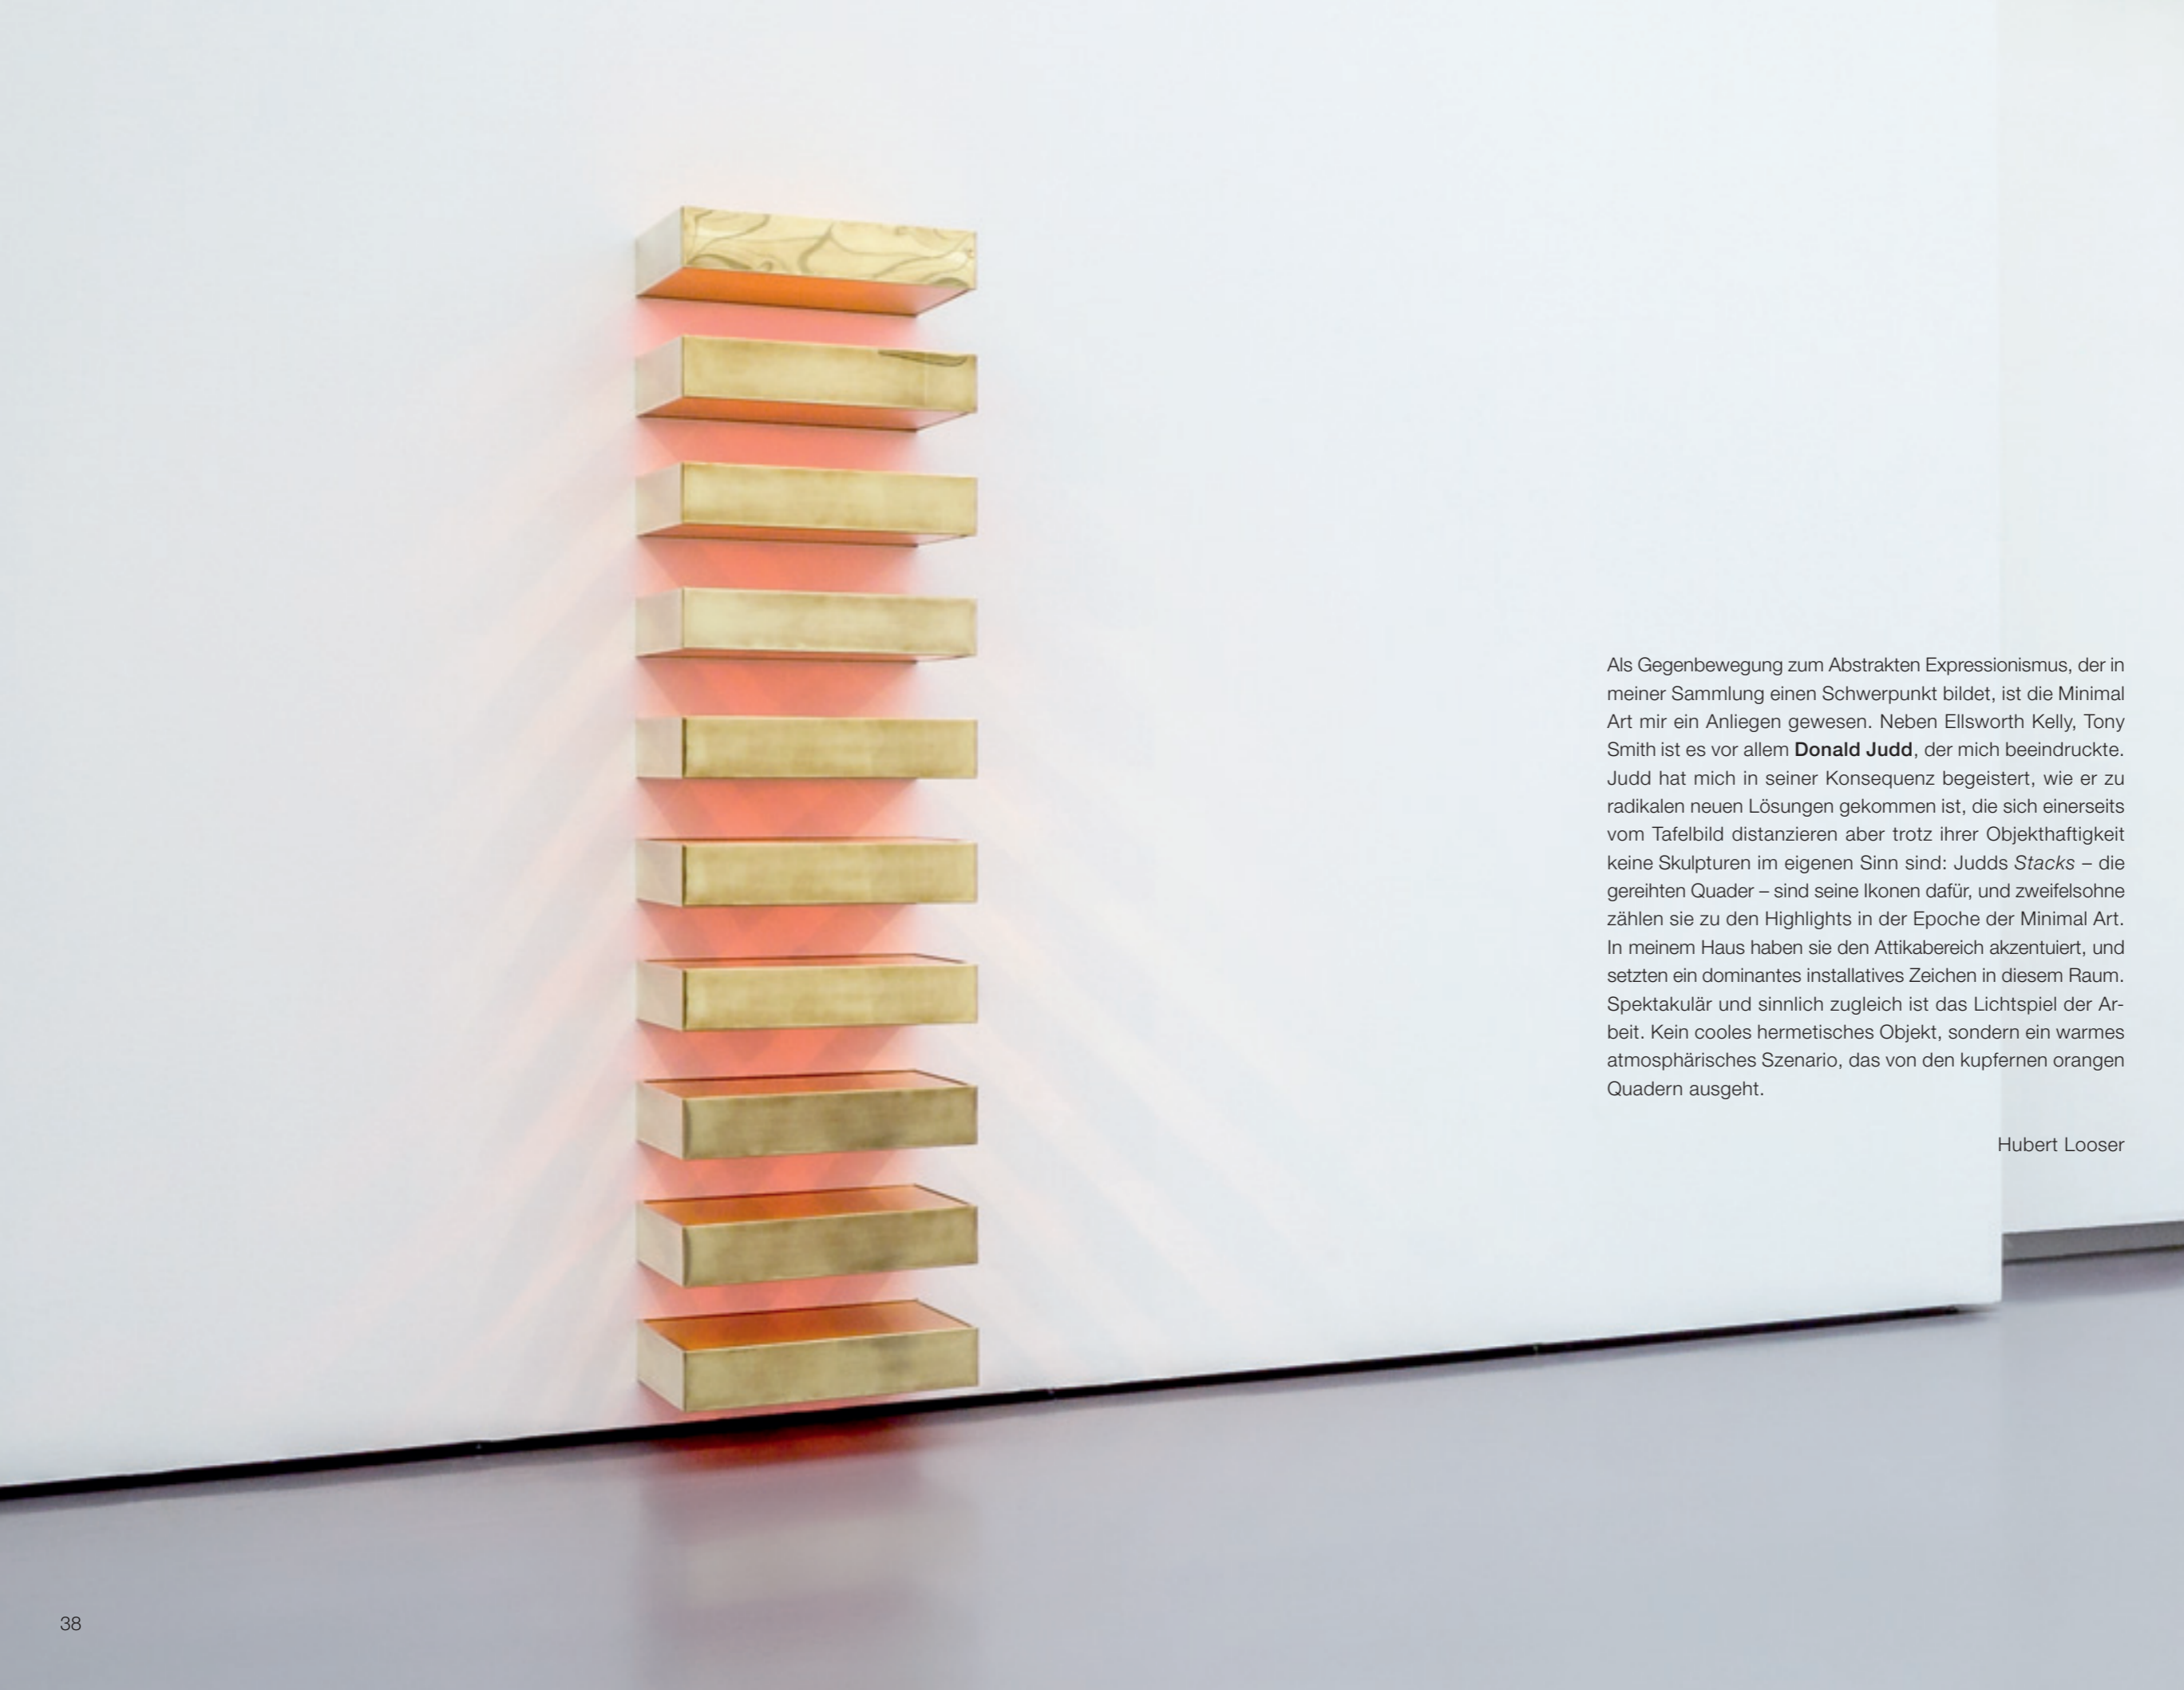 Als Gegenbewegung zum Abstrakten Expressionismus, der in
meiner Sammlung einen Schwerpunkt bildet, ist die Minimal
Art mir ein Anliegen gewesen. Neben Ellsworth Kelly, Tony
Smith ist es vor allem Donald Judd, der mich beeindruckte.
Judd hat mich in seiner Konsequenz begeistert, wie er zu
radikalen neuen Lösungen gekommen ist, die sich einerseits
vom Tafelbild distanzieren aber trotz ihrer Objekthaftigkeit
keine Skulpturen im eigenen Sinn sind: Judds Stacks – die
gereihten Quader – sind seine Ikonen dafür, und zweifelsohne
zählen sie zu den Highlights in der Epoche der Minimal Art.
In meinem Haus haben sie den Attikabereich akzentuiert, und
setzten ein dominantes installatives Zeichen in diesem Raum.
Spektakulär und sinnlich zugleich ist das Lichtspiel der Ar-
beit. Kein cooles hermetisches Objekt, sondern ein warmes
atmosphärisches Szenario, das von den kupfernen orangen
Quadern ausgeht.
Hubert Looser
38